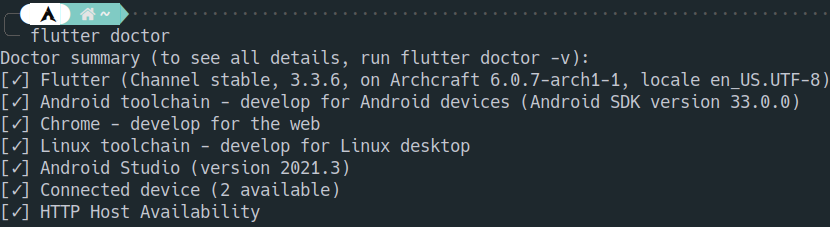 ~
flutter doctor
Doctor summary (to see all details, run flutter doctor -v):
[✓] Flutter (Channel stable, 3.3.6, on Archcraft 6.0.7-arch1-1, locale en_US.UTF-8)
[✓] Android toolchain - develop for Android devices (Android SDK version 33.0.0)
[✓] Chrome - develop for the web
[✓] Linux toolchain - develop for Linux desktop
[✓] Android Studio (version 2021.3)
[✓] Connected device (2 available)
[✓] HTTP Host Availability